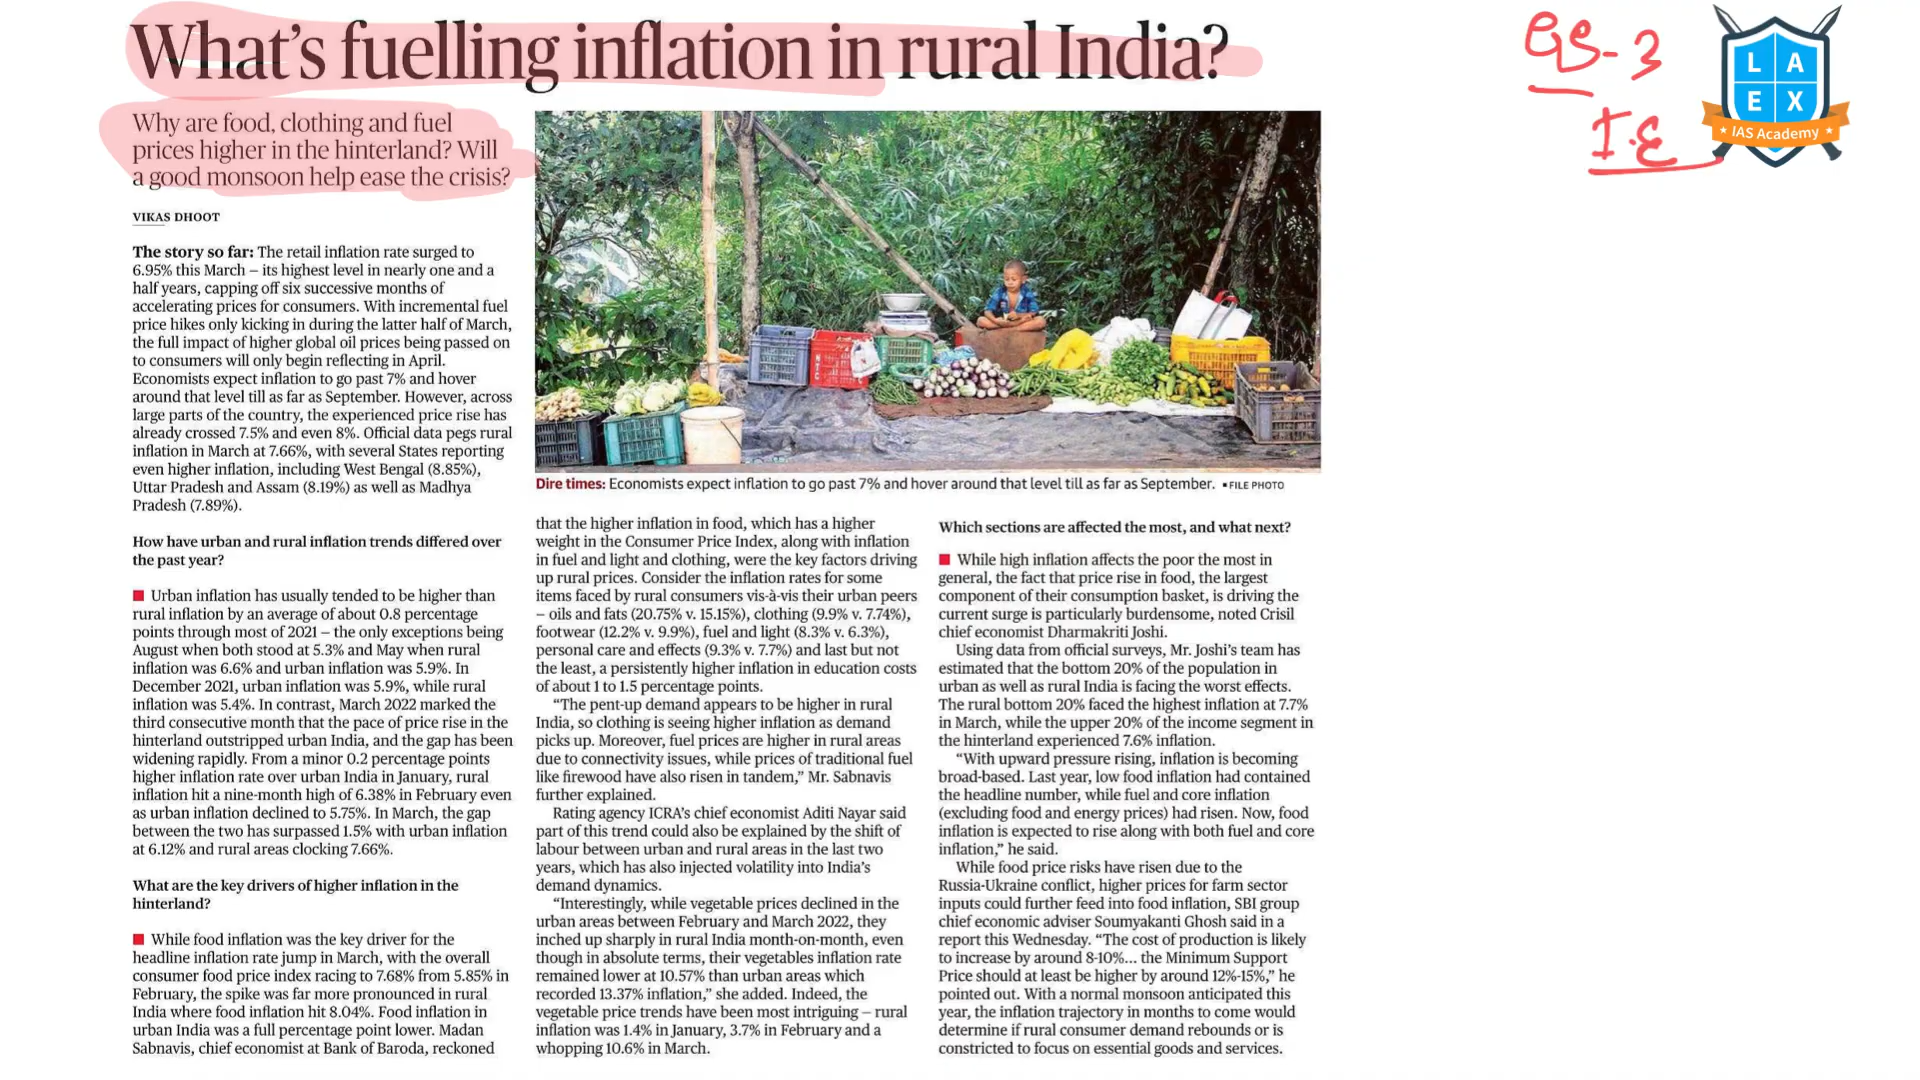 What's fuelling inflation in rural India?
GS-3
I.E
L A
E X
IAS Academy
Why are food, clothing and fuel
prices higher in the hinterland? Will
a good monsoon help ease the crisis?
VIKAS DHOOT
The story so far: The retail inflation rate surged to
6.95% this March – its highest level in nearly one and a
half years, capping off six successive months of
accelerating prices for consumers. With incremental fuel
price hikes only kicking in during the latter half of March,
the full impact of higher global oil prices being passed on
to consumers will only begin reflecting in April.
Economists expect inflation to go past 7% and hover
around that level till as far as September. However, across
large parts of the country, the experienced price rise has
already crossed 7.5% and even 8%. Official data pegs rural
inflation in March at 7.66%, with several States reporting
even higher inflation, including West Bengal (8.85%),
Uttar Pradesh and Assam (8.19%) as well as Madhya
Pradesh (7.89%).
How have urban and rural inflation trends differed over
the past year?
Urban inflation has usually tended to be higher than
rural inflation by an average of about 0.8 percentage
points through most of 2021 – the only exceptions being
August when both stood at 5.3% and May when rural
inflation was 6.6% and urban inflation was 5.9%. In
December 2021, urban inflation was 5.9%, while rural
inflation was 5.4%. In contrast, March 2022 marked the
third consecutive month that the pace of price rise in the
hinterland outstripped urban India, and the gap has been
widening rapidly. From a minor 0.2 percentage points
higher inflation rate over urban India in January, rural
inflation hit a nine-month high of 6.38% in February even
as urban inflation declined to 5.75%. In March, the gap
between the two has surpassed 1.5% with urban inflation
at 6.12% and rural areas clocking 7.66%.
What are the key drivers of higher inflation in the
hinterland?
While food inflation was the key driver for the
headline inflation rate jump in March, with the overall
consumer food price index racing to 7.68% from 5.85% in
February, the spike was far more pronounced in rural
India where food inflation hit 8.04%. Food inflation in
urban India was a full percentage point lower. Madan
Sabnavis, chief economist at Bank of Baroda, reckoned
Dire times: Economists expect inflation to go past 7% and hover around that level till as far as September. ▪FILE PHOTO
that the higher inflation in food, which has a higher
weight in the Consumer Price Index, along with inflation
in fuel and light and clothing, were the key factors driving
up rural prices. Consider the inflation rates for some
items faced by rural consumers vis-à-vis their urban peers
– oils and fats (20.75% v. 15.15%), clothing (9.9% v. 7.74%),
footwear (12.2% v. 9.9%), fuel and light (8.3% v. 6.3%),
personal care and effects (9.3% v. 7.7%) and last but not
the least, a persistently higher inflation in education costs
of about 1 to 1.5 percentage points.
"The pent-up demand appears to be higher in rural
India, so clothing is seeing higher inflation as demand
picks up. Moreover, fuel prices are higher in rural areas
due to connectivity issues, while prices of traditional fuel
like firewood have also risen in tandem," Mr. Sabnavis
further explained.
Rating agency ICRA's chief economist Aditi Nayar said
part of this trend could also be explained by the shift of
labour between urban and rural areas in the last two
years, which has also injected volatility into India's
demand dynamics.
"Interestingly, while vegetable prices declined in the
urban areas between February and March 2022, they
inched up sharply in rural India month-on-month, even
though in absolute terms, their vegetables inflation rate
remained lower at 10.57% than urban areas which
recorded 13.37% inflation," she added. Indeed, the
vegetable price trends have been most intriguing – rural
inflation was 1.4% in January, 3.7% in February and a
whopping 10.6% in March.
Which sections are affected the most, and what next?
While high inflation affects the poor the most in
general, the fact that price rise in food, the largest
component of their consumption basket, is driving the
current surge is particularly burdensome, noted Crisil
chief economist Dharmakriti Joshi.
Using data from official surveys, Mr. Joshi's team has
estimated that the bottom 20% of the population in
urban as well as rural India is facing the worst effects.
The rural bottom 20% faced the highest inflation at 7.7%
in March, while the upper 20% of the income segment in
the hinterland experienced 7.6% inflation.
"With upward pressure rising, inflation is becoming
broad-based. Last year, low food inflation had contained
the headline number, while fuel and core inflation
(excluding food and energy prices) had risen. Now, food
inflation is expected to rise along with both fuel and core
inflation," he said.
While food price risks have risen due to the
Russia-Ukraine conflict, higher prices for farm sector
inputs could further feed into food inflation, SBI group
chief economic adviser Soumyakanti Ghosh said in a
report this Wednesday. "The cost of production is likely
to increase by around 8-10%... the Minimum Support
Price should at least be higher by around 12%-15%," he
pointed out. With a normal monsoon anticipated this
year, the inflation trajectory in months to come would
determine if rural consumer demand rebounds or is
constricted to focus on essential goods and services.